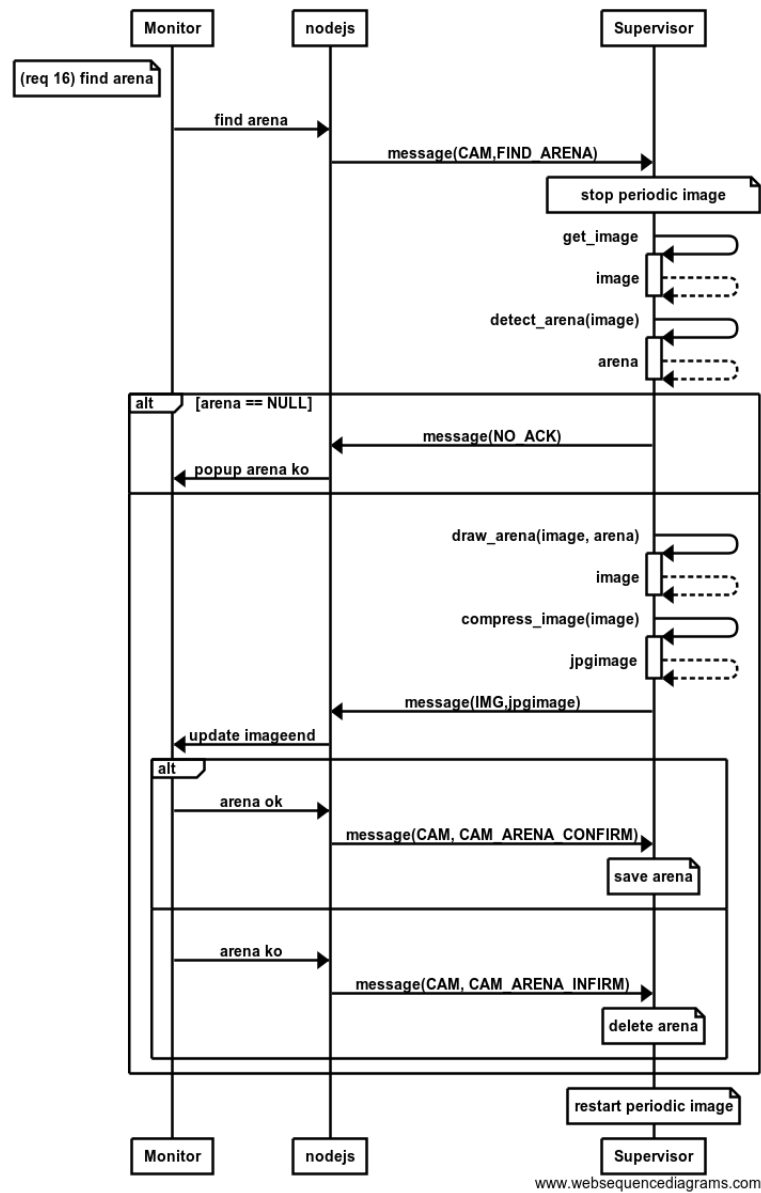 Monitor nodejs Supervisor
(req 16) find arena
find arena
message(CAM,FIND_ARENA)
stop periodic image
get_image
image
detect_arena(image)
arena
alt [arena == NULL]
message(NO_ACK)
popup arena ko
draw_arena(image, arena)
image
compress_image(image)
jpgimage
message(IMG,jpgimage)
update imageend
alt
arena ok
message(CAM, CAM_ARENA_CONFIRM)
save arena
arena ko
message(CAM, CAM_ARENA_INFIRM)
delete arena
restart periodic image
Monitor nodejs Supervisor
www.websequencediagrams.com